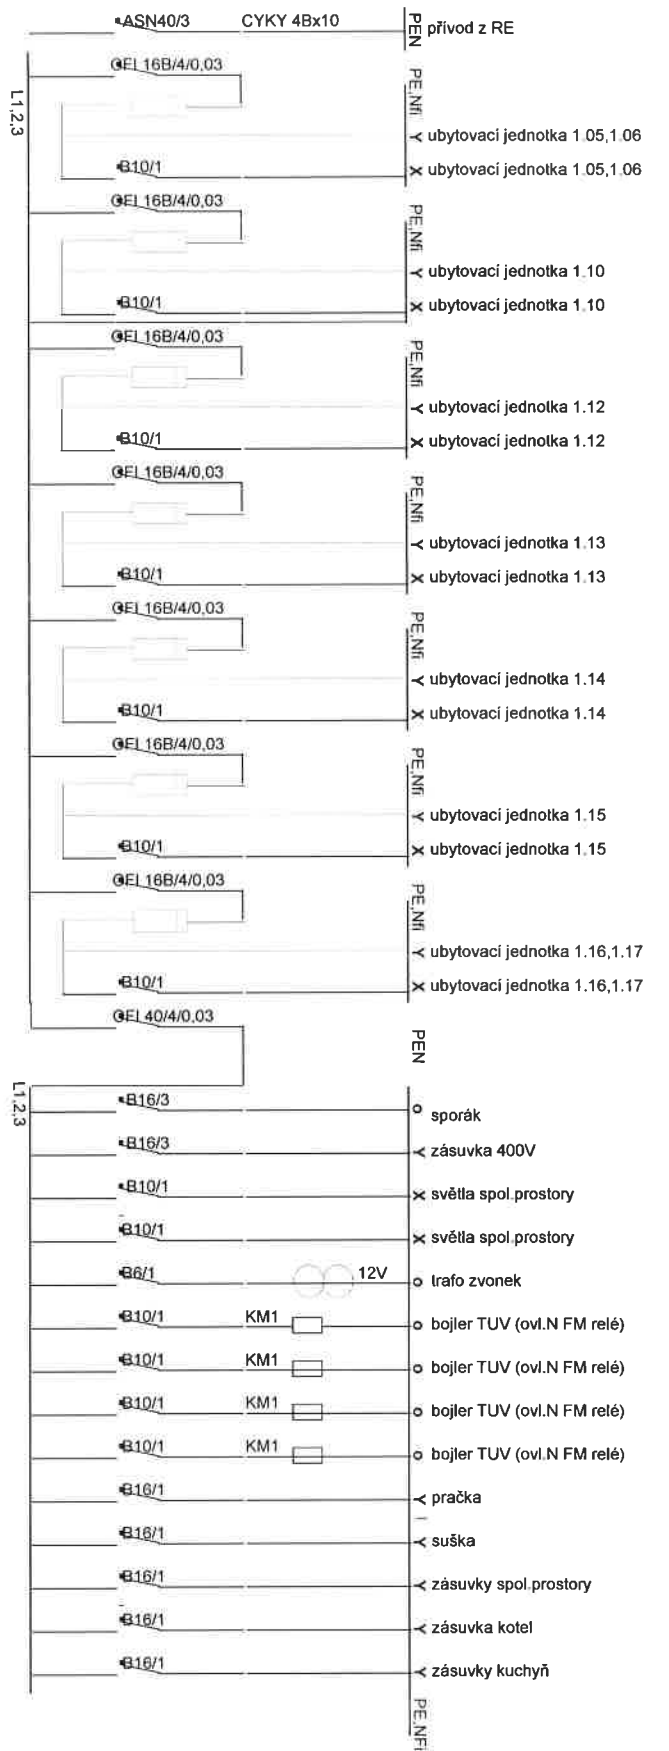 ASN40/3 CYKY 4Bx10 PEN přívod z RE
L1,2,3
OFI 16B/4/0,03 PE,Nfi
Y ubytovací jednotka 1.05,1.06
B10/1 X ubytovací jednotka 1.05,1.06
OFI 16B/4/0,03 PE,Nfi
Y ubytovací jednotka 1.10
B10/1 X ubytovací jednotka 1.10
OFI 16B/4/0,03 PE,Nfi
Y ubytovací jednotka 1.12
B10/1 X ubytovací jednotka 1.12
OFI 16B/4/0,03 PE,Nfi
Y ubytovací jednotka 1.13
B10/1 X ubytovací jednotka 1.13
OFI 16B/4/0,03 PE,Nfi
Y ubytovací jednotka 1.14
B10/1 X ubytovací jednotka 1.14
OFI 16B/4/0,03 PE,Nfi
Y ubytovací jednotka 1.15
B10/1 X ubytovací jednotka 1.15
OFI 16B/4/0,03 PE,Nfi
Y ubytovací jednotka 1.16,1.17
B10/1 X ubytovací jednotka 1.16,1.17
OFI 40/4/0,03 PEN
L1,2,3
B16/3 sporák
B16/3 Y zásuvka 400V
B10/1 X světla spol.prostory
B10/1 X světla spol.prostory
B6/1 12V trafo zvonek
B10/1 KM1 bojler TUV (ovl.N FM relé)
B10/1 KM1 bojler TUV (ovl.N FM relé)
B10/1 KM1 bojler TUV (ovl.N FM relé)
B10/1 KM1 bojler TUV (ovl.N FM relé)
B16/1 Y pračka
B16/1 Y suška
B16/1 Y zásuvky spol.prostory
B16/1 Y zásuvka kotel
B16/1 Y zásuvky kuchyň
PE,NFi